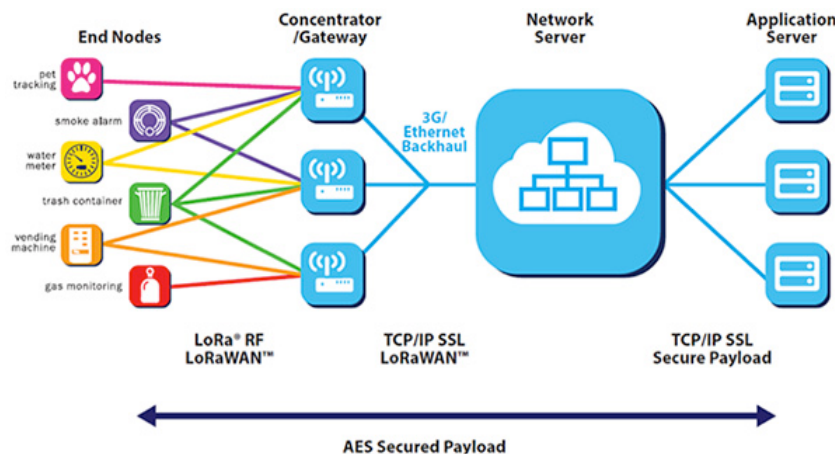 End Nodes
Concentrator
/Gateway
Network
Server
Application
Server
pet
tracking
smoke alarm
water
meter
trash container
vending
machine
gas monitoring
3G/
Ethernet
Backhaul
LoRa® RF
LoRaWAN™
TCP/IP SSL
LoRaWAN™
TCP/IP SSL
Secure Payload
AES Secured Payload